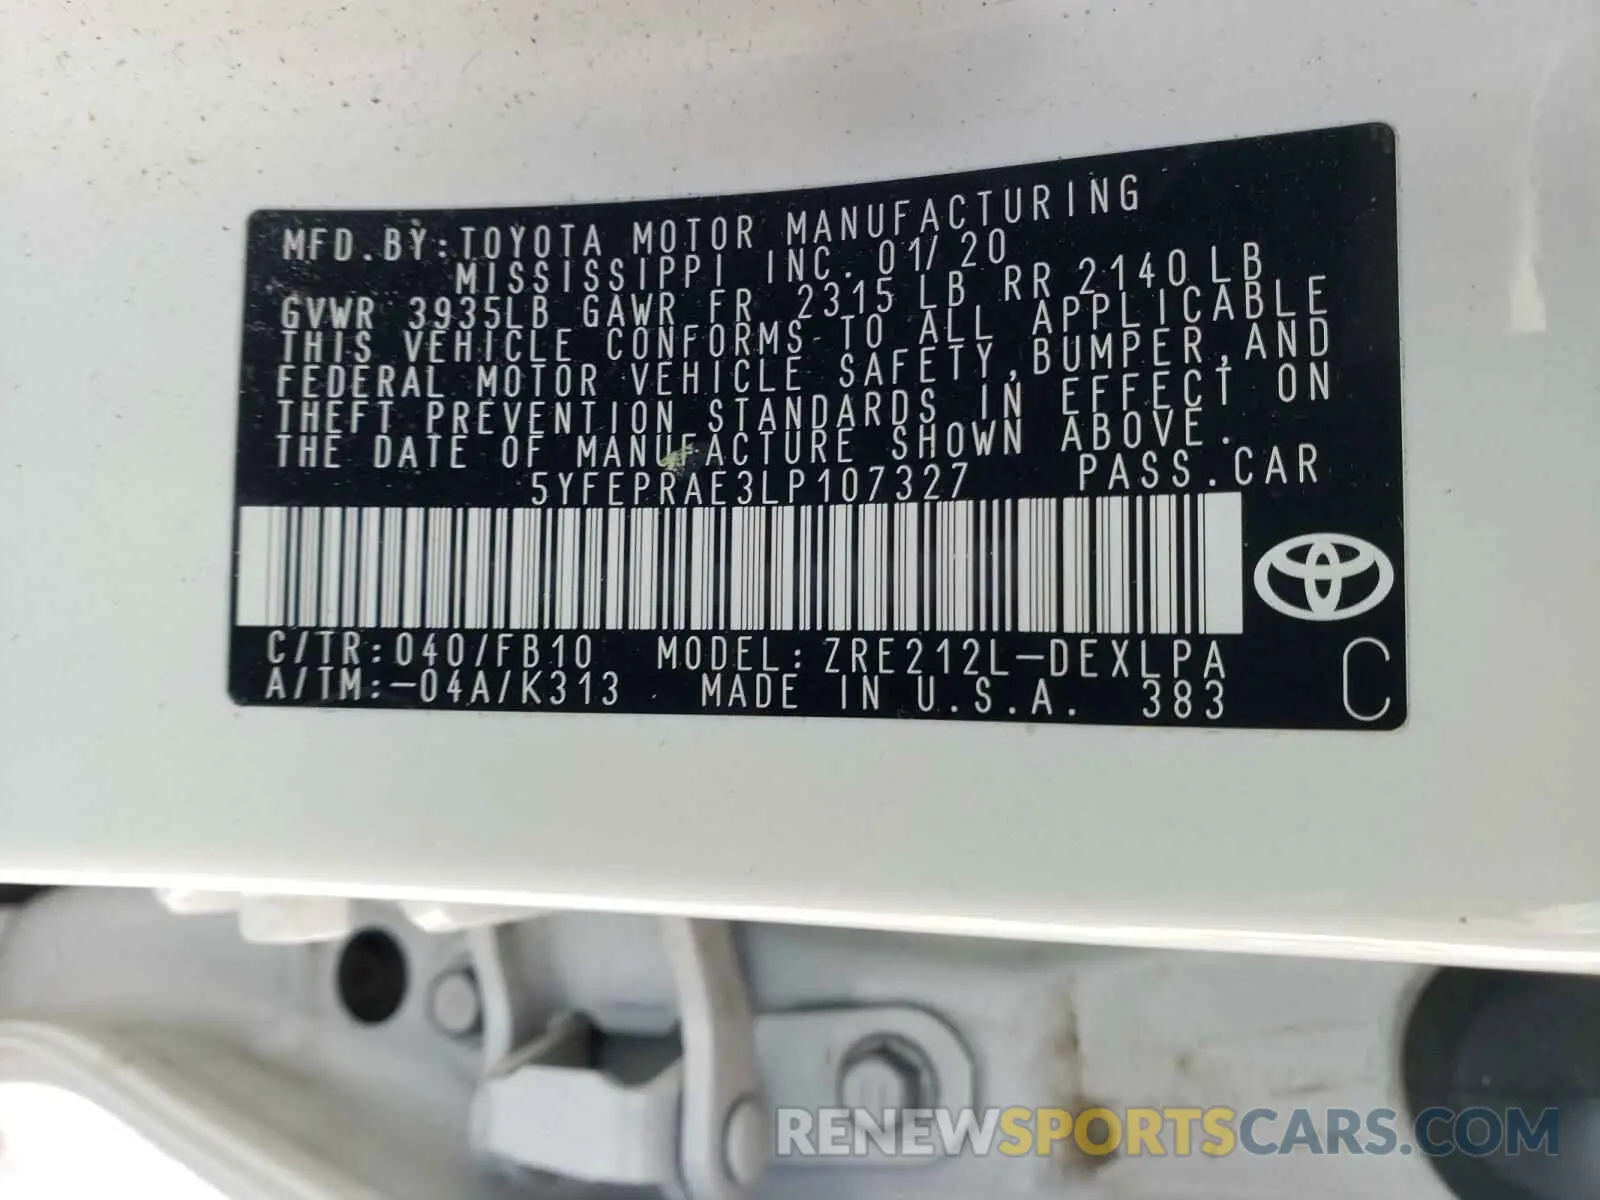 MFD.BY:TOYOTA MOTOR MANUFACTURING
MISSISSIPPI INC. 01/20
GVWR 3935LB GAWR FR 2315 LB RR 2140 LB
THIS VEHICLE CONFORMS TO ALL APPLICABLE
FEDERAL MOTOR VEHICLE SAFETY,BUMPER,AND
THEFT PREVENTION STANDARDS IN EFFECT ON
THE DATE OF MANUFACTURE SHOWN ABOVE.
5YFEPRAE3LP107327 PASS.CAR
C/TR:040/FB10 MODEL:ZRE212L-DEXLPA
A/TM:-04A/K313 MADE IN U.S.A. 383
C
RENEWSPORTSCARS.COM